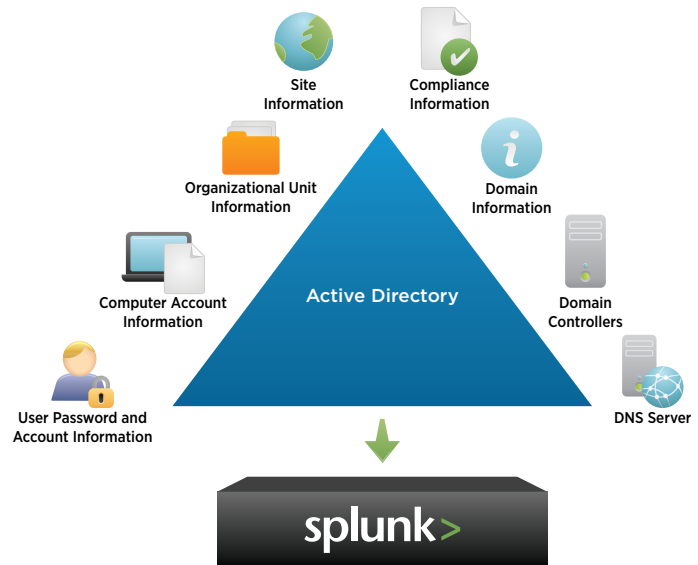 Site
Information
Compliance
Information
Organizational Unit
Information
Domain
Information
Computer Account
Information
Active Directory
Domain
Controllers
User Password and
Account Information
DNS Server
splunk>